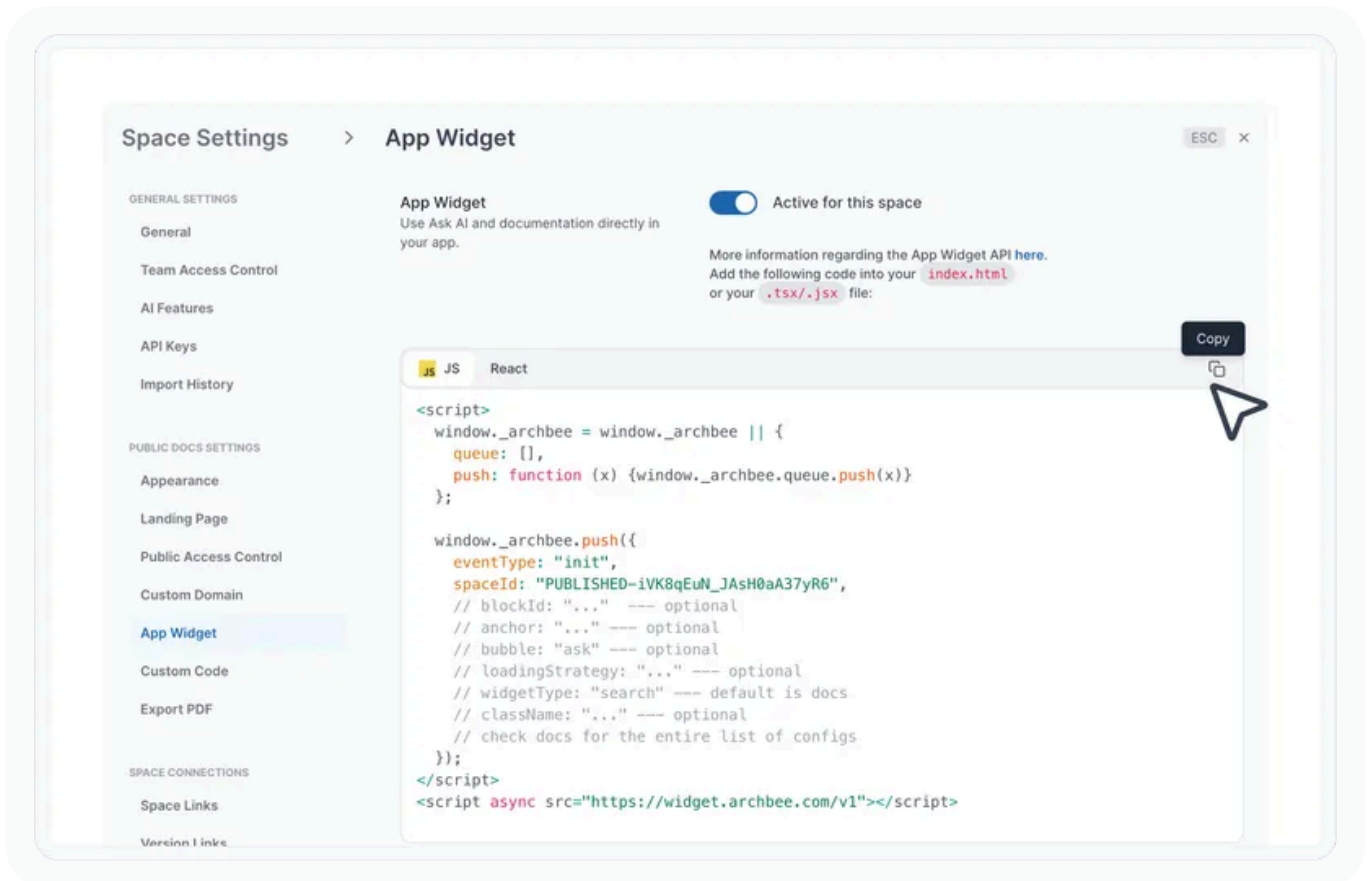 Space Settings > App Widget
ESC ×
GENERAL SETTINGS
General
Team Access Control
AI Features
API Keys
Import History
PUBLIC DOCS SETTINGS
Appearance
Landing Page
Public Access Control
Custom Domain
App Widget
Custom Code
Export PDF
SPACE CONNECTIONS
Space Links
Version Links
App Widget
Use Ask AI and documentation directly in
your app.
Active for this space
More information regarding the App Widget API here.
Add the following code into your index.html
or your .tsx/.jsx file:
Copy
JS JS React
<script>
  window._archbee = window._archbee || {
    queue: [],
    push: function (x) {window._archbee.queue.push(x)}
  };

  window._archbee.push({
    eventType: "init",
    spaceId: "PUBLISHED-iVK8qEuN_JAsH0aA37yR6",
    // blockId: "..."  --- optional
    // anchor: "..." --- optional
    // bubble: "ask" --- optional
    // loadingStrategy: "..." --- optional
    // widgetType: "search" --- default is docs
    // className: "..." --- optional
    // check docs for the entire list of configs
  });
</script>
<script async src="https://widget.archbee.com/v1"></script>